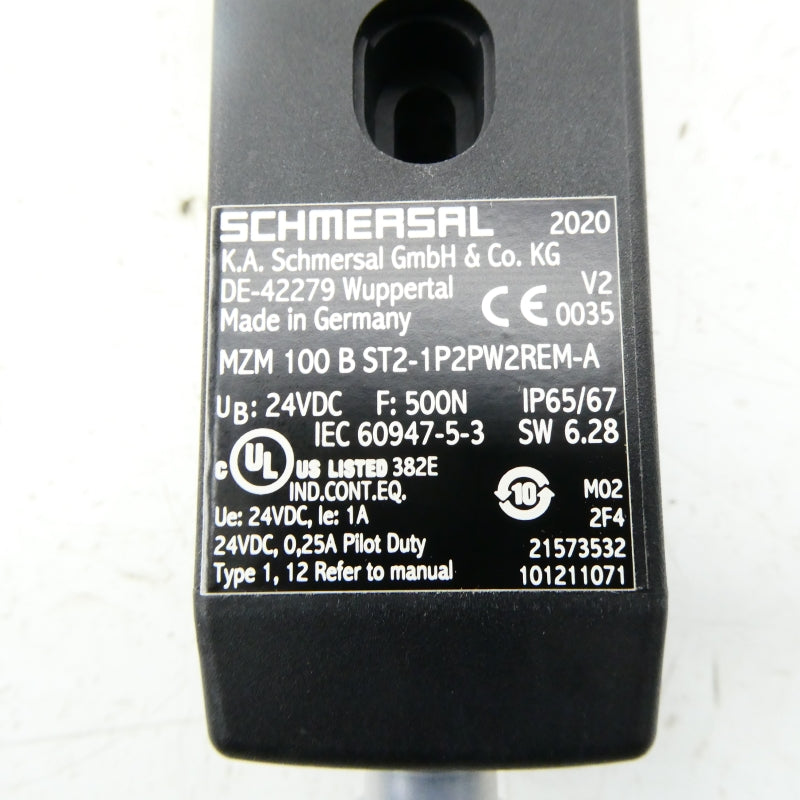 SCHMERSAL 2020
K.A. Schmersal GmbH & Co. KG
DE-42279 Wuppertal V2
Made in Germany CE 0035
MZM 100 B ST2-1P2PW2REM-A
UB: 24VDC F: 500N IP65/67
IEC 60947-5-3 SW 6.28
c UL US LISTED 382E
IND.CONT.EQ. 10 M02
Ue: 24VDC, Ie: 1A 2F4
24VDC, 0,25A Pilot Duty 21573532
Type 1, 12 Refer to manual 101211071